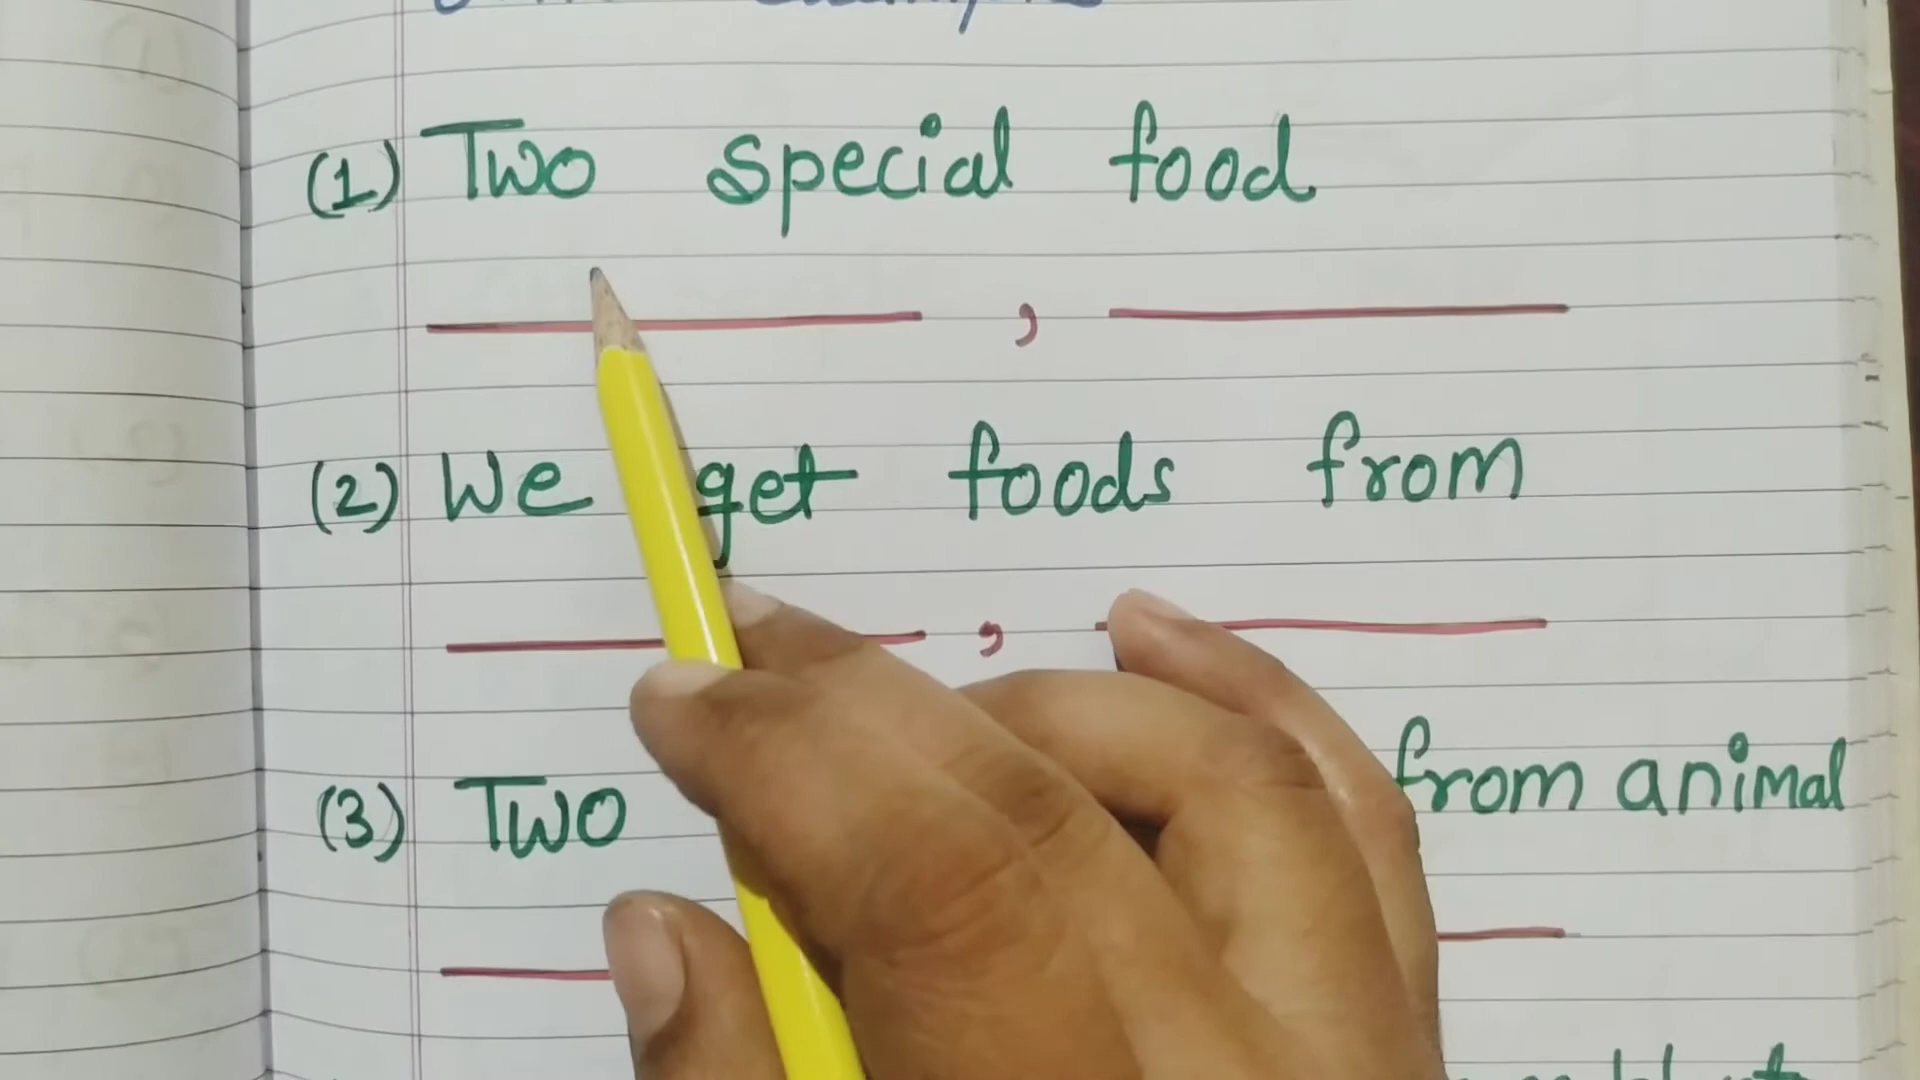 (1) Two special food
,
(2) We get foods from
,
(3) Two from animal